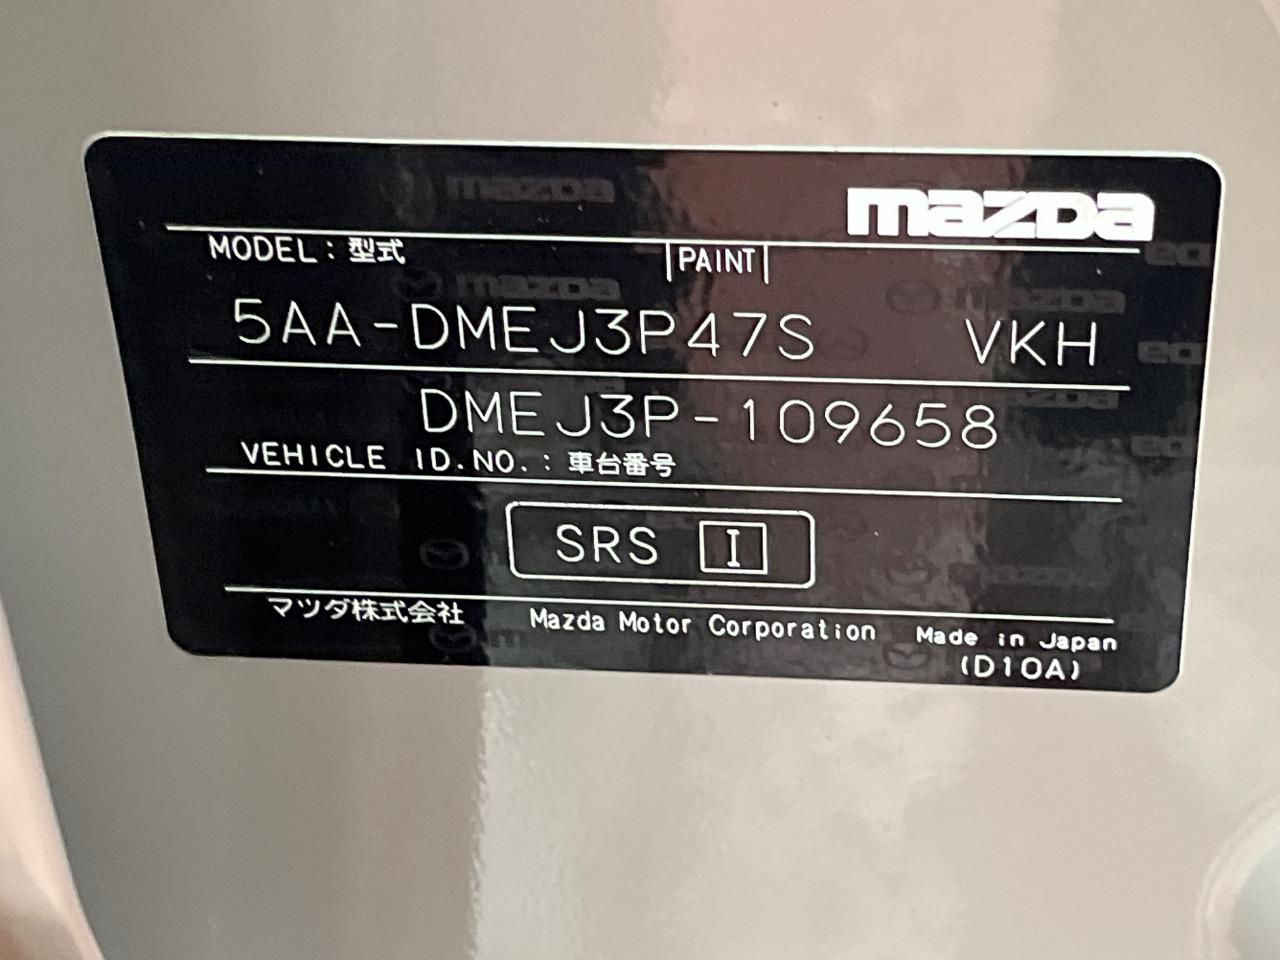 mazda
MODEL : 型式 PAINT
5AA-DMEJ3P47S VKH
DMEJ3P-109658
VEHICLE ID.NO.: 車台番号
SRS I
マツダ株式会社 Mazda Motor Corporation Made in Japan
(D10A)